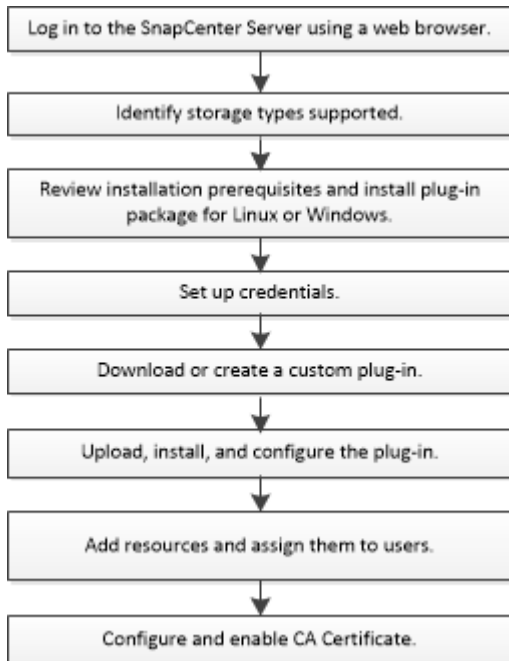 Log in to the SnapCenter Server using a web browser.
Identify storage types supported.
Review installation prerequisites and install plug-in
package for Linux or Windows.
Set up credentials.
Download or create a custom plug-in.
Upload, install, and configure the plug-in.
Add resources and assign them to users.
Configure and enable CA Certificate.